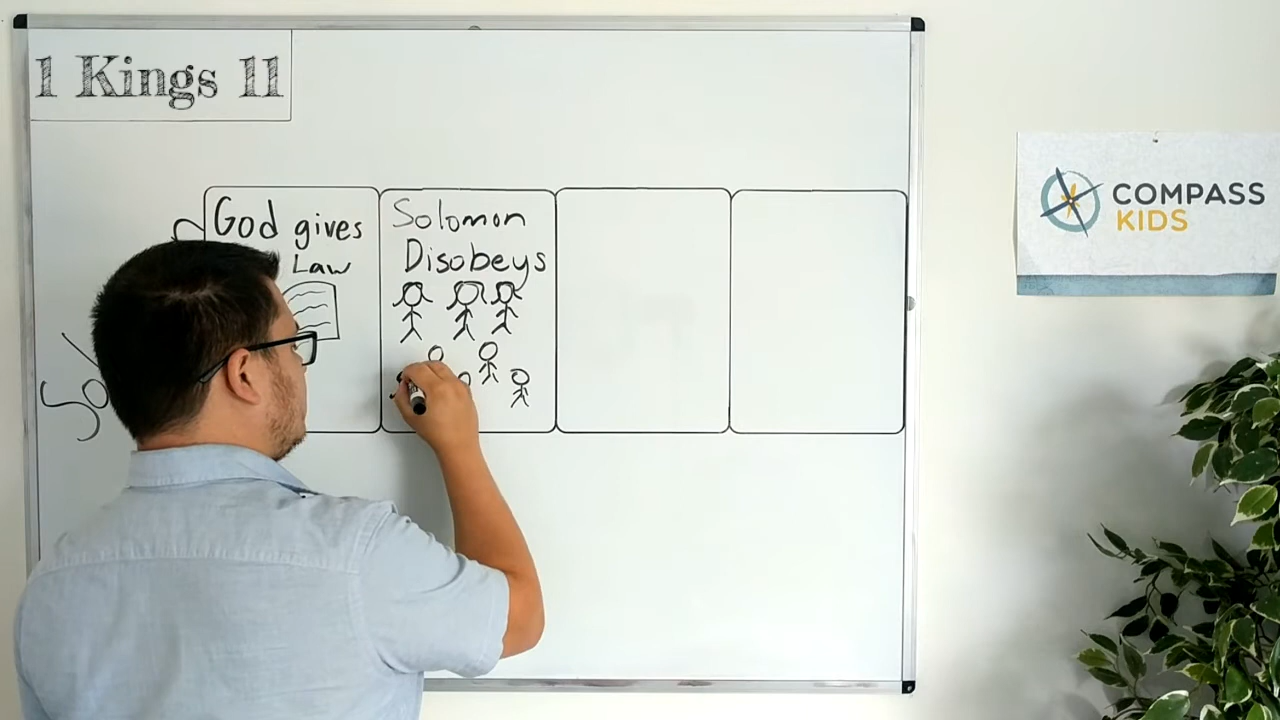 1 Kings 11
God gives
Law
Solomon
Disobeys
COMPASS
KIDS